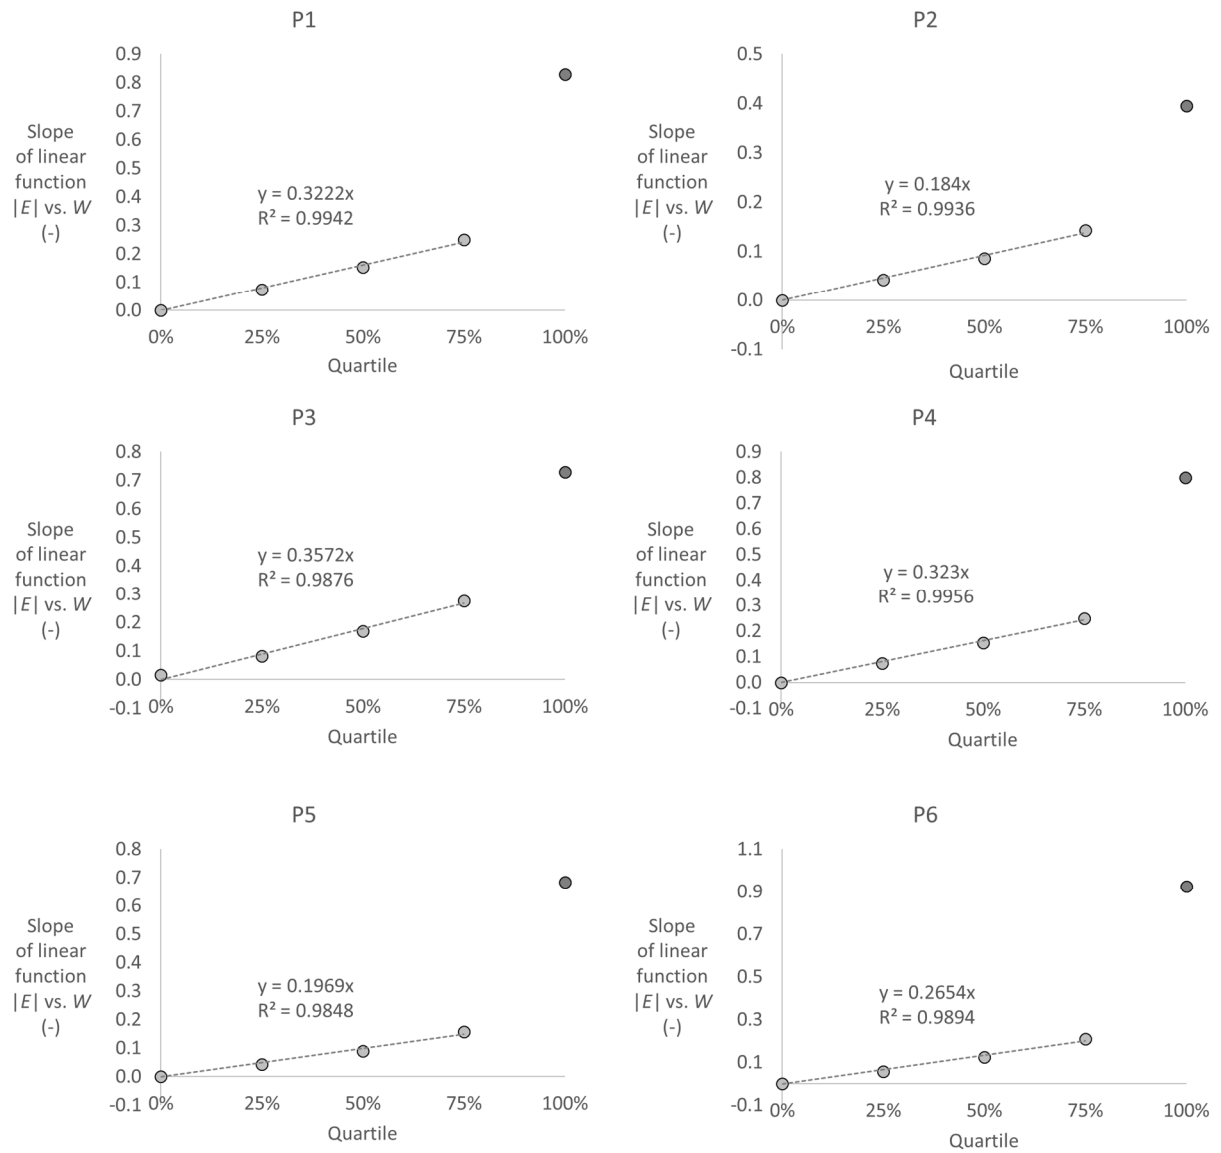 P1
0.9
0.8
0.7
0.6
0.5
0.4
0.3
0.2
0.1
0.0
Slope
of linear
function
|E| vs. W
(-)
y = 0.3222x
R² = 0.9942
0% 25% 50% 75% 100%
Quartile
P2
0.5
0.4
0.3
0.2
0.1
0.0
-0.1
Slope
of linear
function
|E| vs. W
(-)
y = 0.184x
R² = 0.9936
0% 25% 50% 75% 100%
Quartile
P3
0.8
0.7
0.6
0.5
0.4
0.3
0.2
0.1
0.0
-0.1
Slope
of linear
function
|E| vs. W
(-)
y = 0.3572x
R² = 0.9876
0% 25% 50% 75% 100%
Quartile
P4
0.9
0.8
0.7
0.6
0.5
0.4
0.3
0.2
0.1
0.0
-0.1
Slope
of linear
function
|E| vs. W
(-)
y = 0.323x
R² = 0.9956
0% 25% 50% 75% 100%
Quartile
P5
0.8
0.7
0.6
0.5
0.4
0.3
0.2
0.1
0.0
-0.1
Slope
of linear
function
|E| vs. W
(-)
y = 0.1969x
R² = 0.9848
0% 25% 50% 75% 100%
Quartile
P6
1.1
0.9
0.7
0.5
0.3
0.1
-0.1
Slope
of linear
function
|E| vs. W
(-)
y = 0.2654x
R² = 0.9894
0% 25% 50% 75% 100%
Quartile